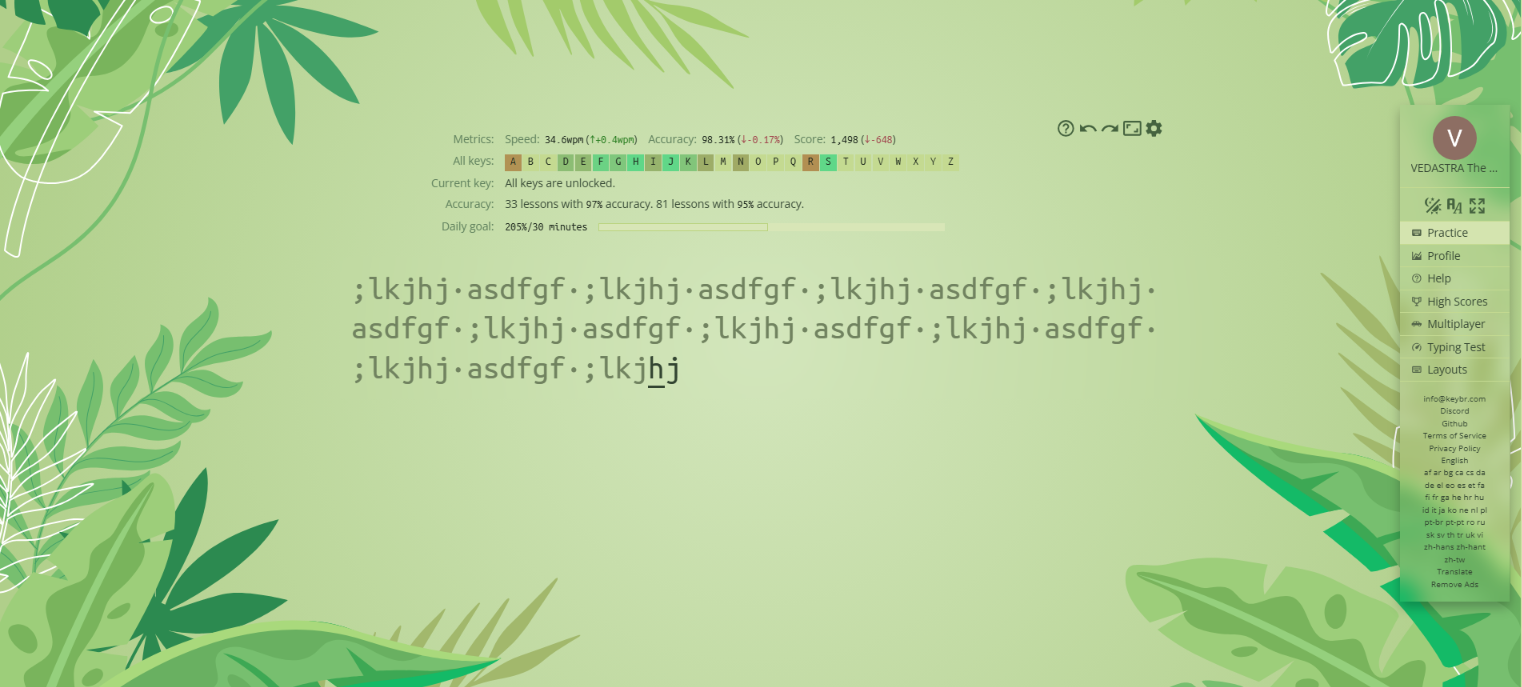 Metrics: Speed: 34.6wpm (↑+0.4wpm) Accuracy: 98.31% (↓-0.17%) Score: 1,498 (↓-648)
All keys: A B C D E F G H I J K L M N O P Q R S T U V W X Y Z
Current key: All keys are unlocked.
Accuracy: 33 lessons with 97% accuracy. 81 lessons with 95% accuracy.
Daily goal: 205%/30 minutes
;lkjhj·asdfgf·;lkjhj·asdfgf·;lkjhj·asdfgf·;lkjhj·
asdfgf·;lkjhj·asdfgf·;lkjhj·asdfgf·;lkjhj·asdfgf·
;lkjhj·asdfgf·;lkjhj
V
VEDASTRA The ...
Practice
Profile
Help
High Scores
Multiplayer
Typing Test
Layouts
info@keybr.com
Discord
Github
Terms of Service
Privacy Policy
English
af ar bg ca cs da
de el eo es et fa
fi fr ga he hr hu
id it ja ko ne nl pl
pt-br pt-pt ro ru
sk sv th tr uk vi
zh-hans zh-hant
zh-tw
Translate
Remove Ads